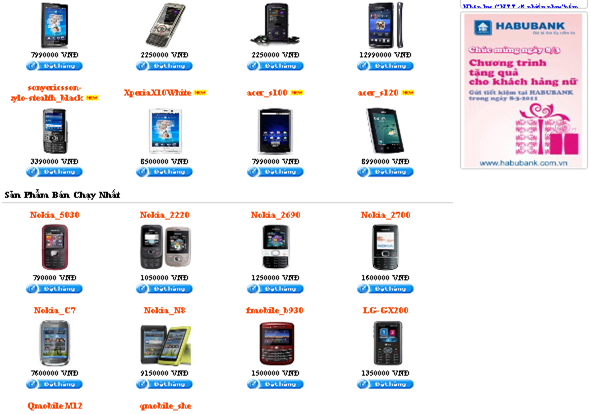 7990000 VNĐ 2250000 VNĐ 2250000 VNĐ 12990000 VNĐ
Đặt hàng Đặt hàng Đặt hàng Đặt hàng
sonyericsson-
zylo-stealth_black NEW XperiaX10White NEW acer_s100 NEW acer_s120 NEW
3390000 VNĐ 8500000 VNĐ 7990000 VNĐ 8990000 VNĐ
Đặt hàng Đặt hàng Đặt hàng Đặt hàng
Sản Phẩm Bán Chạy Nhất
Nokia_5030 Nokia_2220 Nokia_2690 Nokia_2700
790000 VNĐ 1050000 VNĐ 1250000 VNĐ 1600000 VNĐ
Đặt hàng Đặt hàng Đặt hàng Đặt hàng
Nokia_C7 Nokia_N8 fmobile_b930 LG-GX200
7600000 VNĐ 9150000 VNĐ 1500000 VNĐ 1350000 VNĐ
Đặt hàng Đặt hàng Đặt hàng Đặt hàng
Qmobile M12 qmobile_she
HABUBANK
Chúc mừng ngày 8/3
Chương trình
tặng quà
cho khách hàng nữ
Gửi tiết kiệm tại HABUBANK
trong ngày 8-3-2011
www.habubank.com.vn